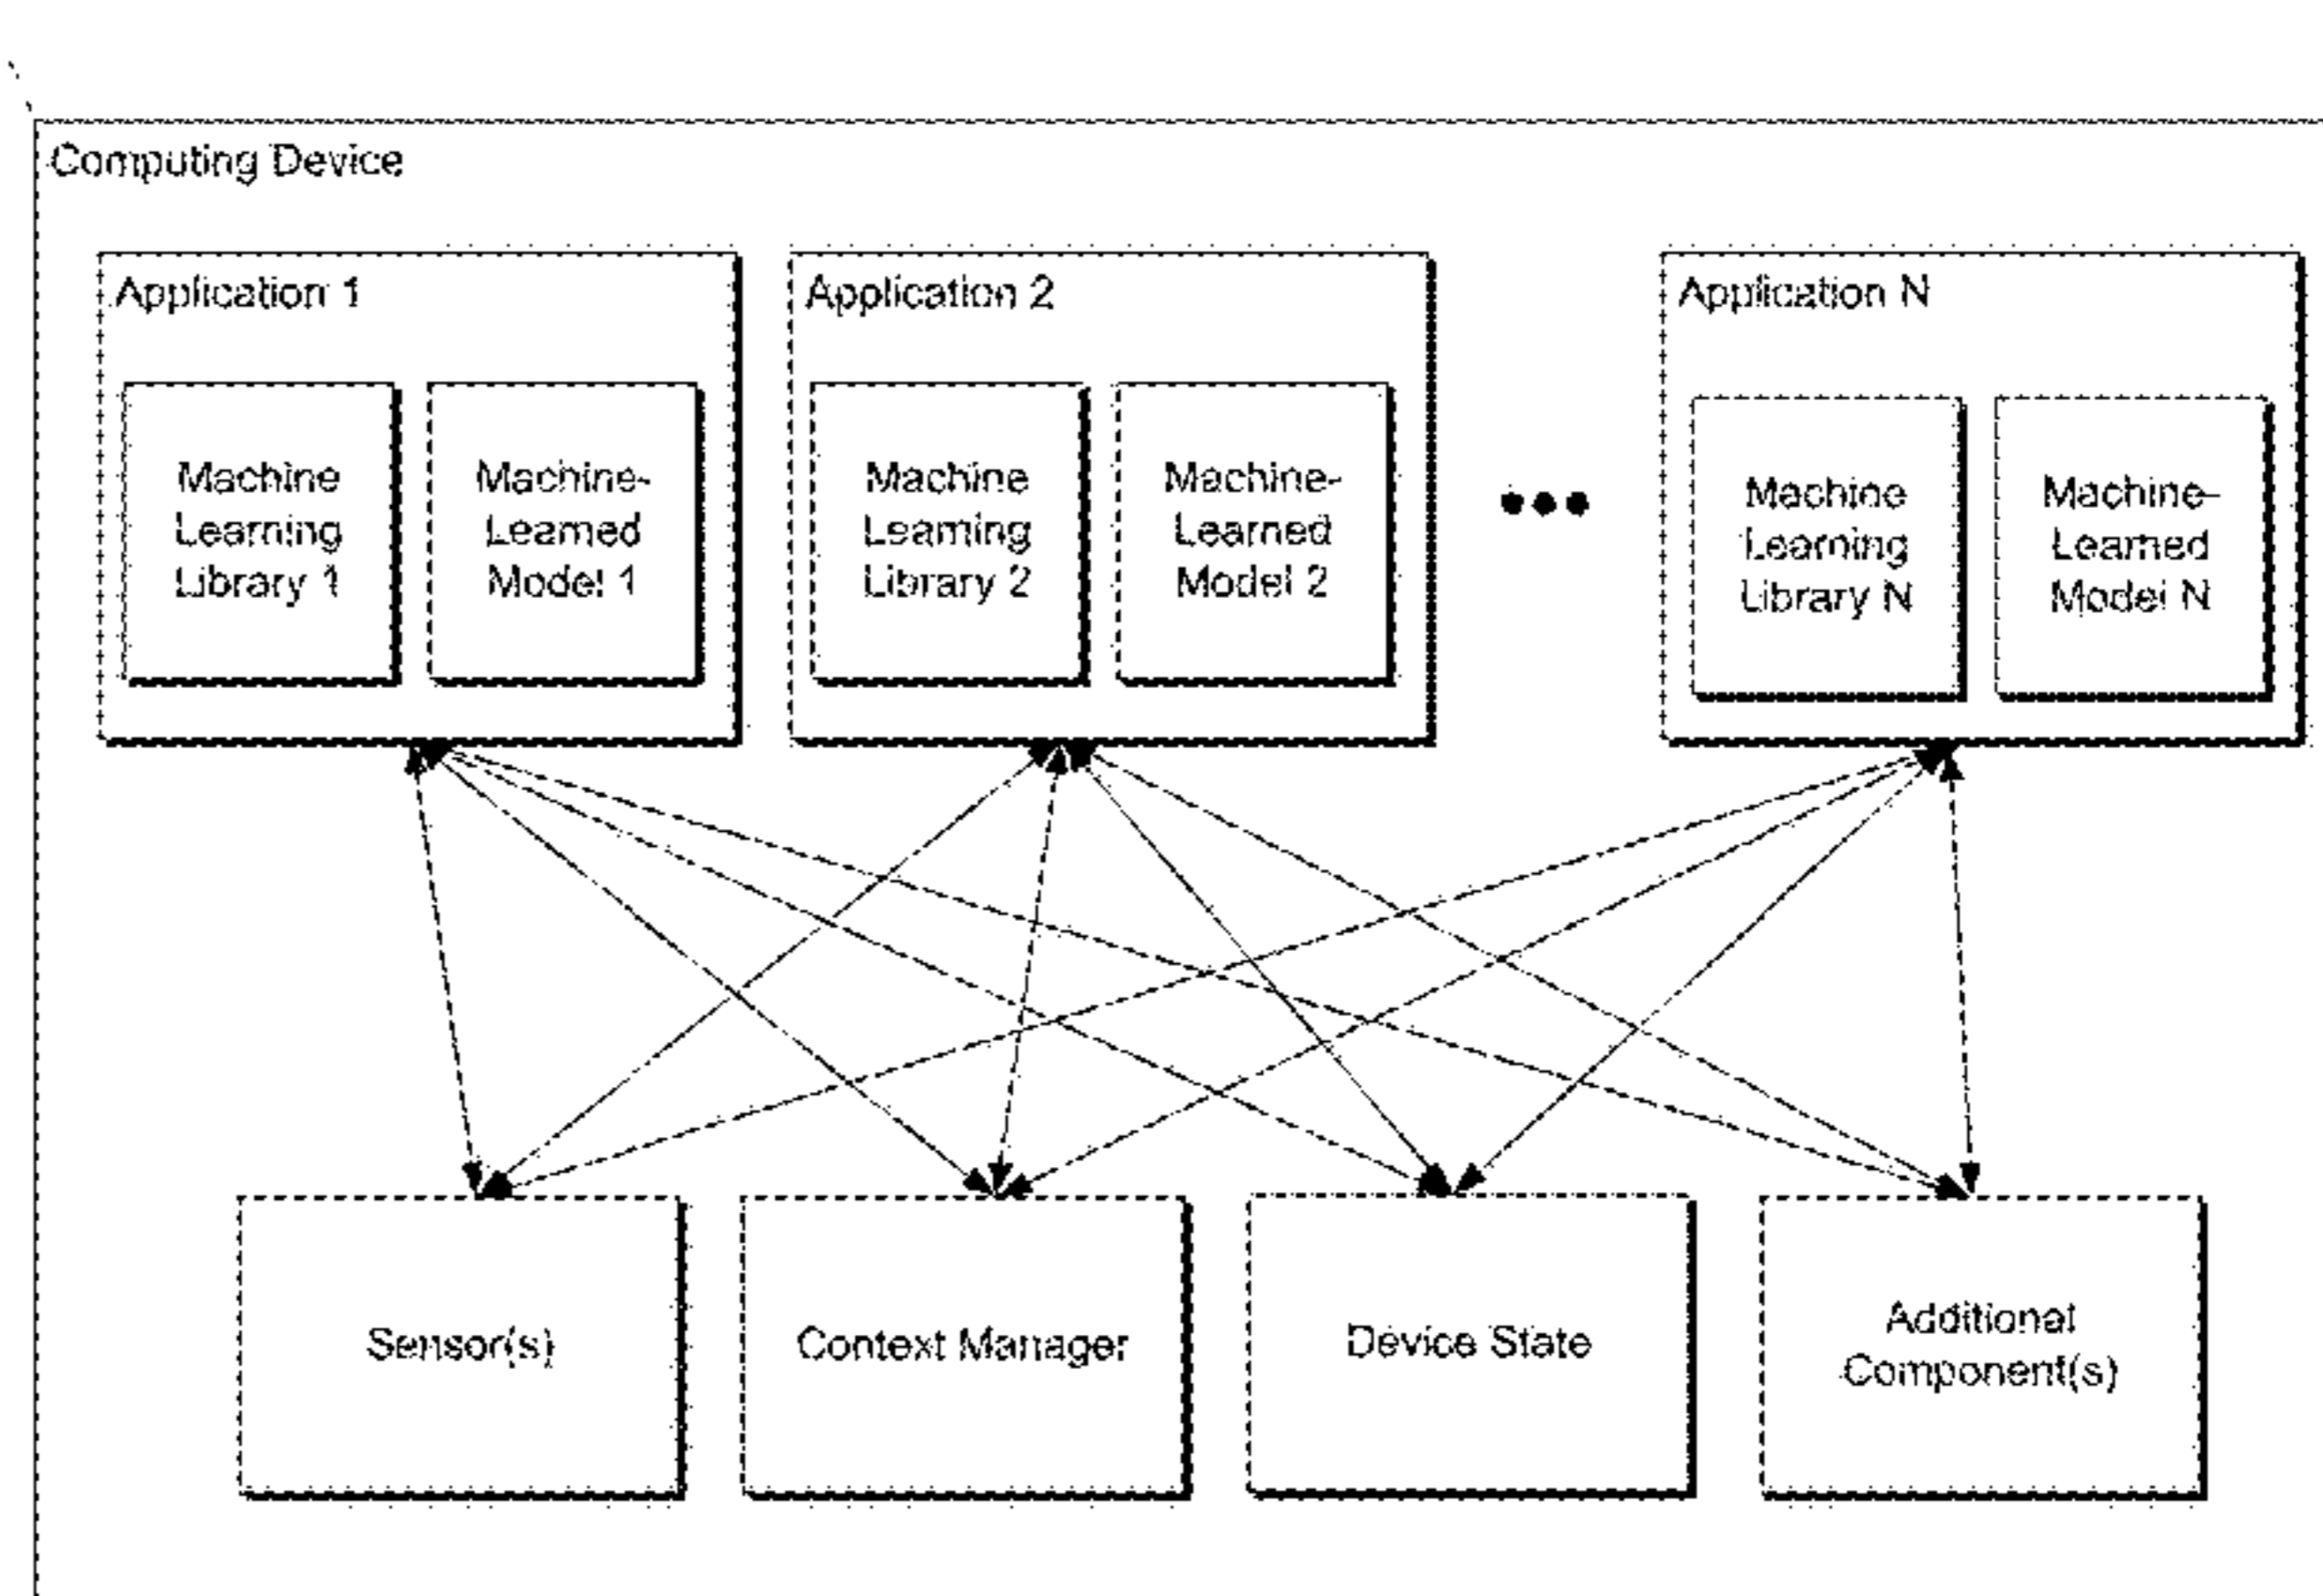 Computing Device
Application 1
Machine
Learning
Library 1
Machine-
Learned
Model 1
Application 2
Machine
Learning
Library 2
Machine-
Learned
Model 2
Application N
Machine
Learning
Library N
Machine-
Learned
Model N
Sensor(s)
Context Manager
Device State
Additional
Component(s)